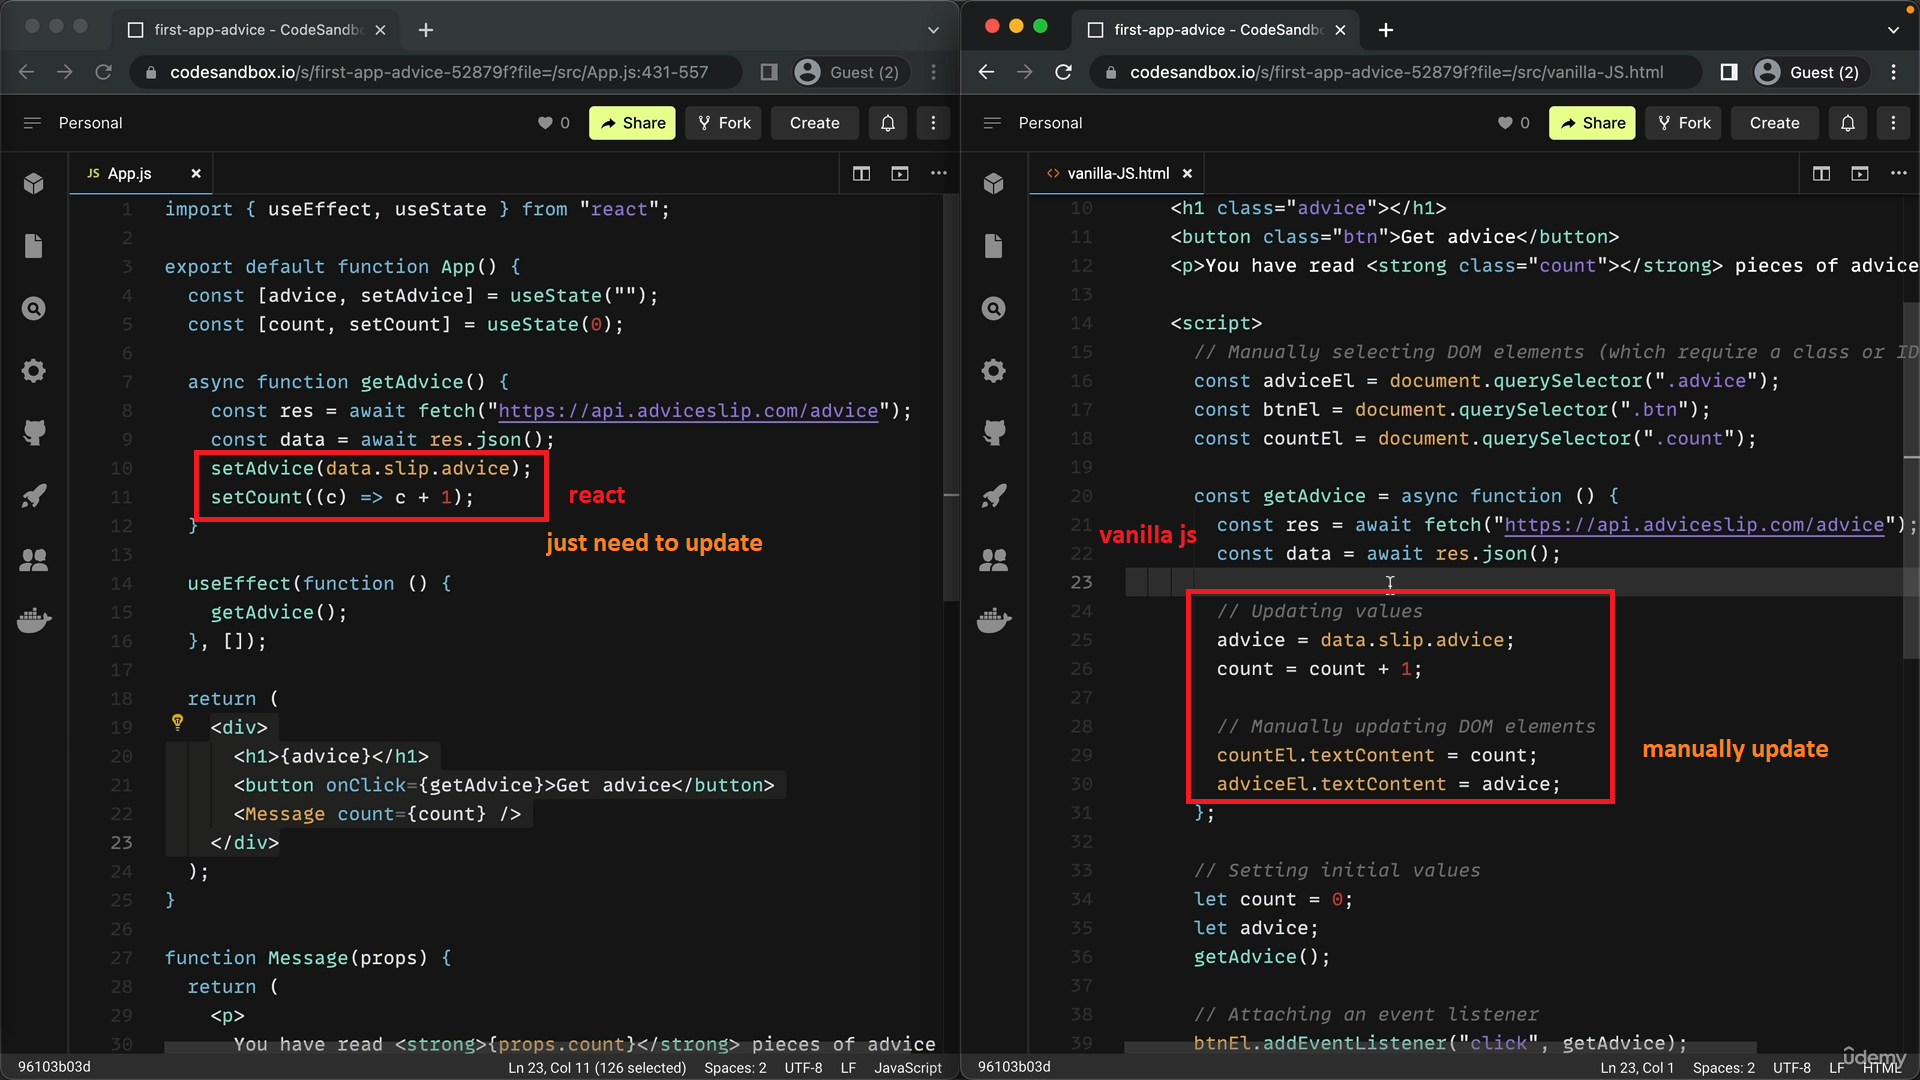 first-app-advice - CodeSandb
codesandbox.io/s/first-app-advice-52879f?file=/src/App.js:431-557
Guest (2)
Personal
0
Share
Fork
Create
JS App.js
1 import { useEffect, useState } from "react";
2
3 export default function App() {
4 const [advice, setAdvice] = useState("");
5 const [count, setCount] = useState(0);
6
7 async function getAdvice() {
8 const res = await fetch("https://api.adviceslip.com/advice");
9 const data = await res.json();
10 setAdvice(data.slip.advice);
11 setCount((c) => c + 1);
12 }
13
14 useEffect(function () {
15 getAdvice();
16 }, []);
17
18 return (
19 <div>
20 <h1>{advice}</h1>
21 <button onClick={getAdvice}>Get advice</button>
22 <Message count={count} />
23 </div>
24 );
25 }
26
27 function Message(props) {
28 return (
29 <p>
30 You have read <strong>{props.count}</strong> pieces of advice
react
just need to update
96103b03d
Ln 23, Col 11 (126 selected)
Spaces: 2
UTF-8
LF
JavaScript
first-app-advice - CodeSandb
codesandbox.io/s/first-app-advice-52879f?file=/src/vanilla-JS.html
Guest (2)
Personal
0
Share
Fork
Create
<> vanilla-JS.html
10 <h1 class="advice"></h1>
11 <button class="btn">Get advice</button>
12 <p>You have read <strong class="count"></strong> pieces of advice
13
14 <script>
15 // Manually selecting DOM elements (which require a class or ID
16 const adviceEl = document.querySelector(".advice");
17 const btnEl = document.querySelector(".btn");
18 const countEl = document.querySelector(".count");
19
20 const getAdvice = async function () {
21 const res = await fetch("https://api.adviceslip.com/advice");
22 const data = await res.json();
23
24 // Updating values
25 advice = data.slip.advice;
26 count = count + 1;
27
28 // Manually updating DOM elements
29 countEl.textContent = count;
30 adviceEl.textContent = advice;
31 };
32
33 // Setting initial values
34 let count = 0;
35 let advice;
36 getAdvice();
37
38 // Attaching an event listener
39 btnEl.addEventListener("click", getAdvice);
vanilla js
manually update
96103b03d
Ln 23, Col 1
Spaces: 2
UTF-8
LF
HTML
udemy